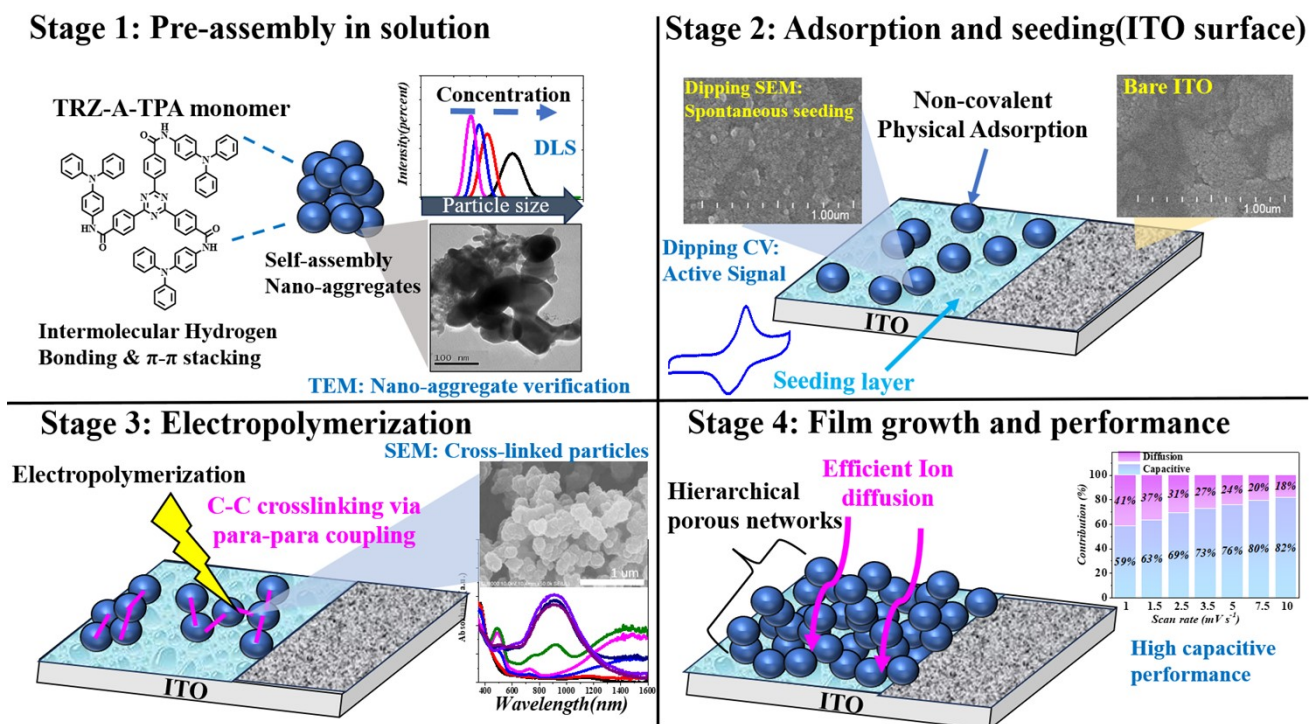 Stage 1: Pre-assembly in solution
TRZ-A-TPA monomer
Intermolecular Hydrogen
Bonding & π-π stacking
Self-assembly
Nano-aggregates
Concentration
DLS
Intensity(percent)
Particle size
100 nm
TEM: Nano-aggregate verification
Stage 2: Adsorption and seeding(ITO surface)
Dipping SEM:
Spontaneous seeding
1.00um
Non-covalent
Physical Adsorption
Bare ITO
1.00um
Dipping CV:
Active Signal
ITO
Seeding layer
Stage 3: Electropolymerization
SEM: Cross-linked particles
Electropolymerization
C-C crosslinking via
para-para coupling
1 um
400 600 800 1000 1200 1400 1600
Wavelength(nm)
ITO
Stage 4: Film growth and performance
Efficient Ion
diffusion
Hierarchical
porous networks
ITO
Diffusion
Capacitive
Contribution (%)
100
80
60
40
20
0
41% 37% 31% 27% 24% 20% 18%
59% 63% 69% 73% 76% 80% 82%
1 1.5 2.5 3.5 5 7.5 10
Scan rate (mV s⁻¹)
High capacitive
performance